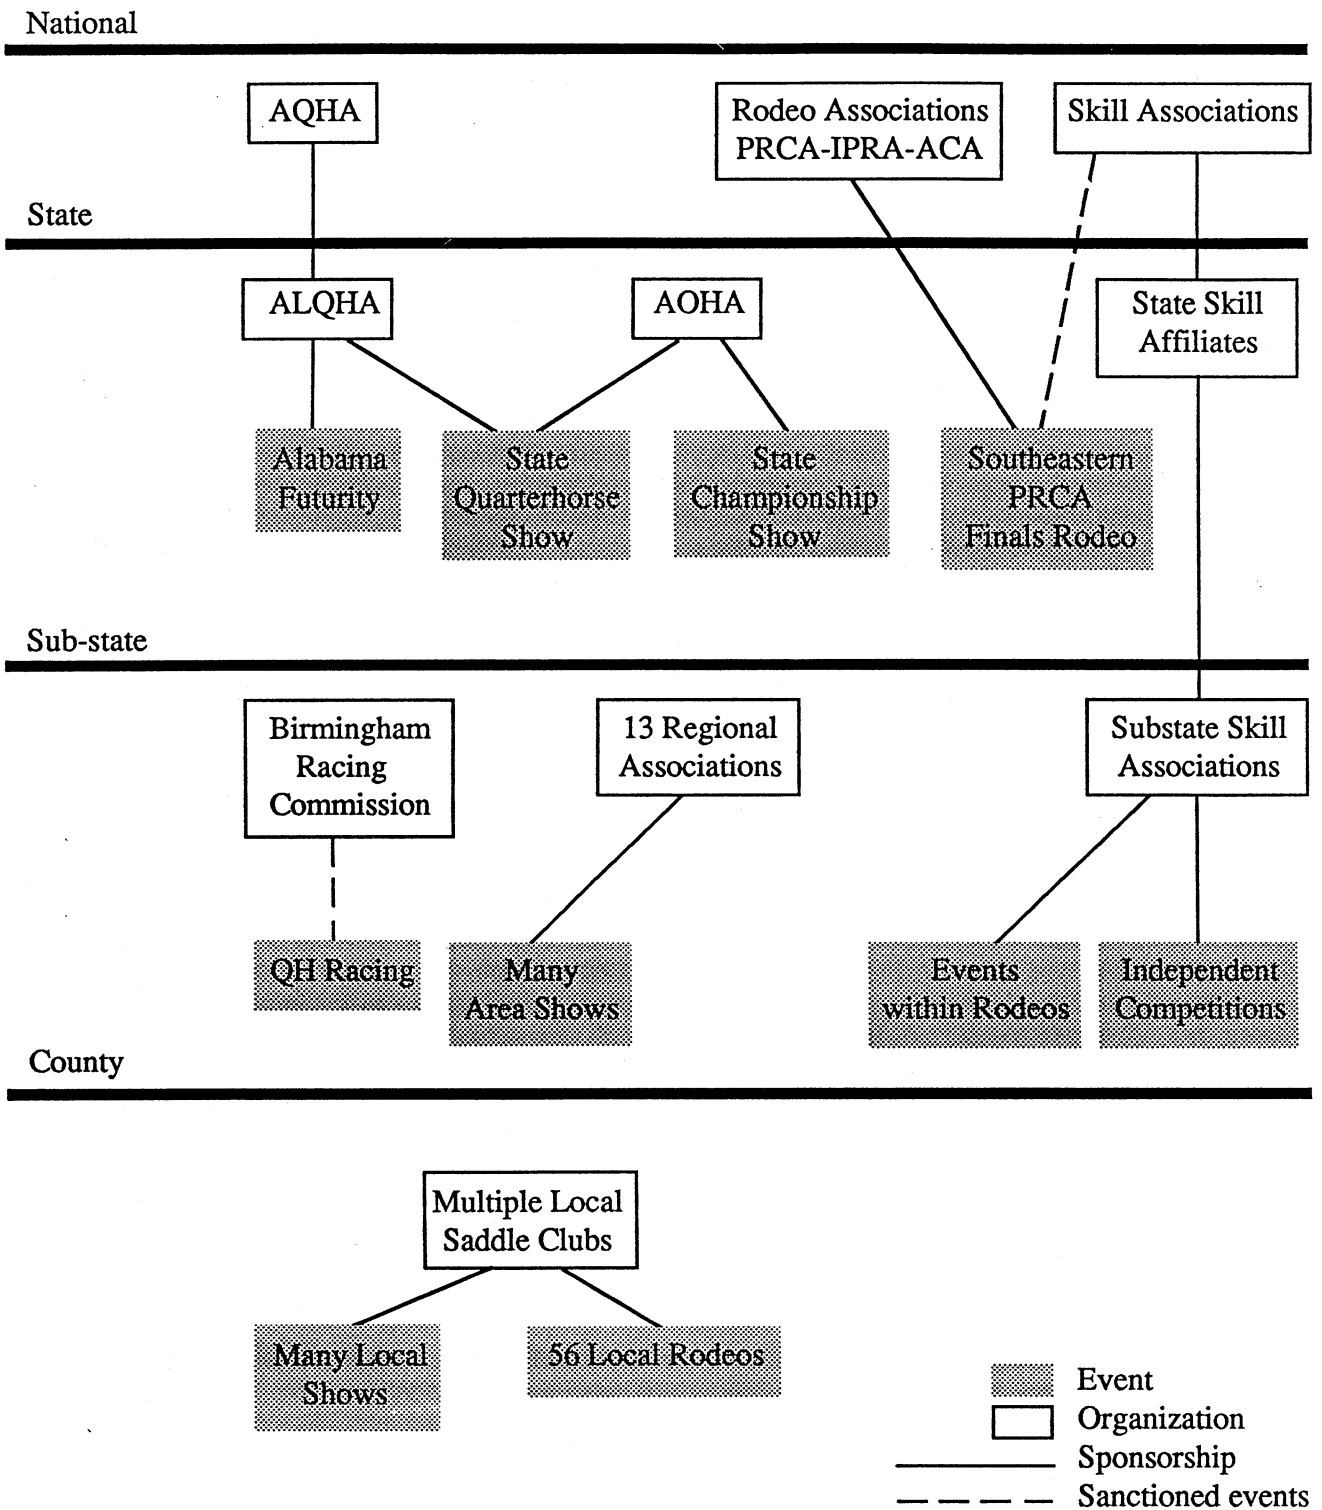 National
AQHA
Rodeo Associations
PRCA-IPRA-ACA
Skill Associations
State
ALQHA
AOHA
State Skill
Affiliates
Alabama
Futurity
State
Quarterhorse
Show
State
Championship
Show
Southeastern
PRCA
Finals Rodeo
Sub-state
Birmingham
Racing
Commission
13 Regional
Associations
Substate Skill
Associations
QH Racing
Many
Area Shows
Events
within Rodeos
Independent
Competitions
County
Multiple Local
Saddle Clubs
Many Local
Shows
56 Local Rodeos
Event
Organization
Sponsorship
Sanctioned events